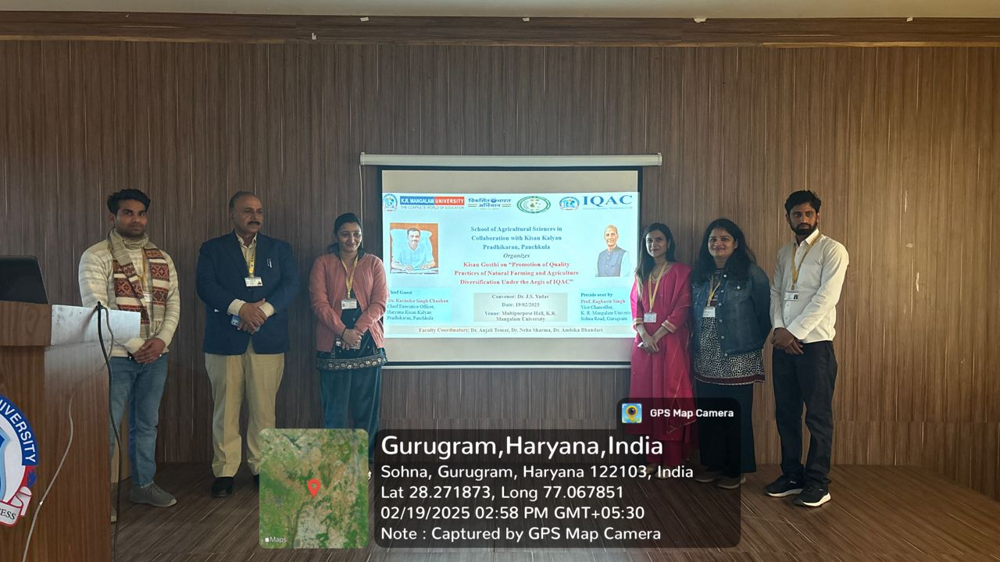 K.R. MANGALAM UNIVERSITY
THE COMPLETE WORLD OF EDUCATION
विकसित भारत
अभियान
IQAC
School of Agricultural Sciences in
Collaboration with Kisan Kalyan
Pradhikaran, Panchkula
Organizes
Kisan Gosthi on "Promotion of Quality
Practices of Natural Farming and Agriculture
Diversification Under the Aegis of IQAC"
Chief Guest
Dr. Ravinder Singh Chauhan
Chief Executive Officer,
Haryana Kisan Kalyan
Pradhikaran, Panchkula
Convenor: Dr. J.S. Yadav
Date: 19/02/2025
Venue: Multipurpose Hall, K.R.
Mangalam University
Preside over by
Prof. Raghuvir Singh
Vice Chancellor,
K. R. Mangalam Univers
Sohna Road, Gurugram
Faculty Coordinators: Dr. Anjali Tomar, Dr. Neha Sharma, Dr. Ambika Bhandari
NIVERSITY
ESS
GPS Map Camera
Gurugram,Haryana,India
Sohna, Gurugram, Haryana 122103, India
Lat 28.271873, Long 77.067851
02/19/2025 02:58 PM GMT+05:30
Note : Captured by GPS Map Camera
Maps